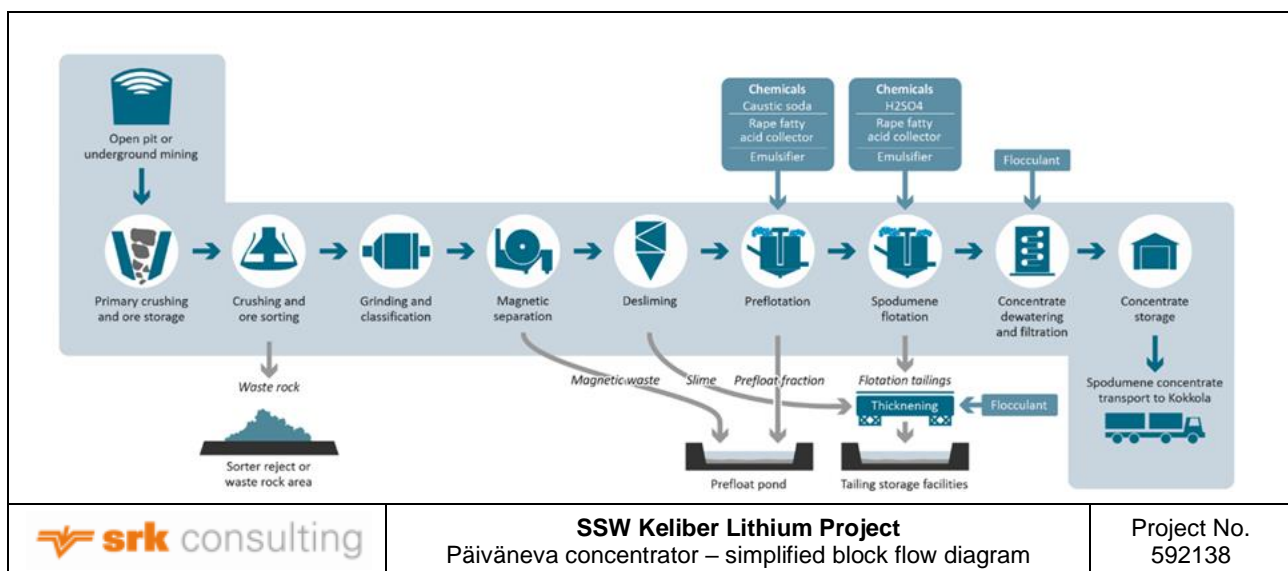 Chemicals
Caustic soda
Rape fatty
acid collector
Emulsifier
Chemicals
H2SO4
Rape fatty
acid collector
Emulsifier
Flocculant
Open pit or
underground mining
Primary crushing
and ore storage
Crushing and
ore sorting
Grinding and
classification
Magnetic
separation
Desliming
Preflotation
Spodumene
flotation
Concentrate
dewatering
and filtration
Concentrate
storage
Waste rock
Magnetic waste
Slime
Prefloat fraction
Flotation tailings
Thicknening
Flocculant
Spodumene concentrate
transport to Kokkola
Sorter reject or
waste rock area
Prefloat pond
Tailing storage facilities
srk consulting
SSW Keliber Lithium Project
Päiväneva concentrator – simplified block flow diagram
Project No.
592138